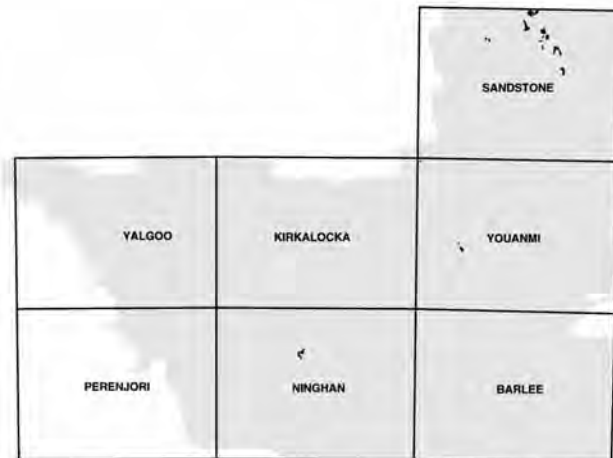 SANDSTONE
YALGOO
KIRKALOCKA
YOUANMI
PERENJORI
NINGHAN
BARLEE